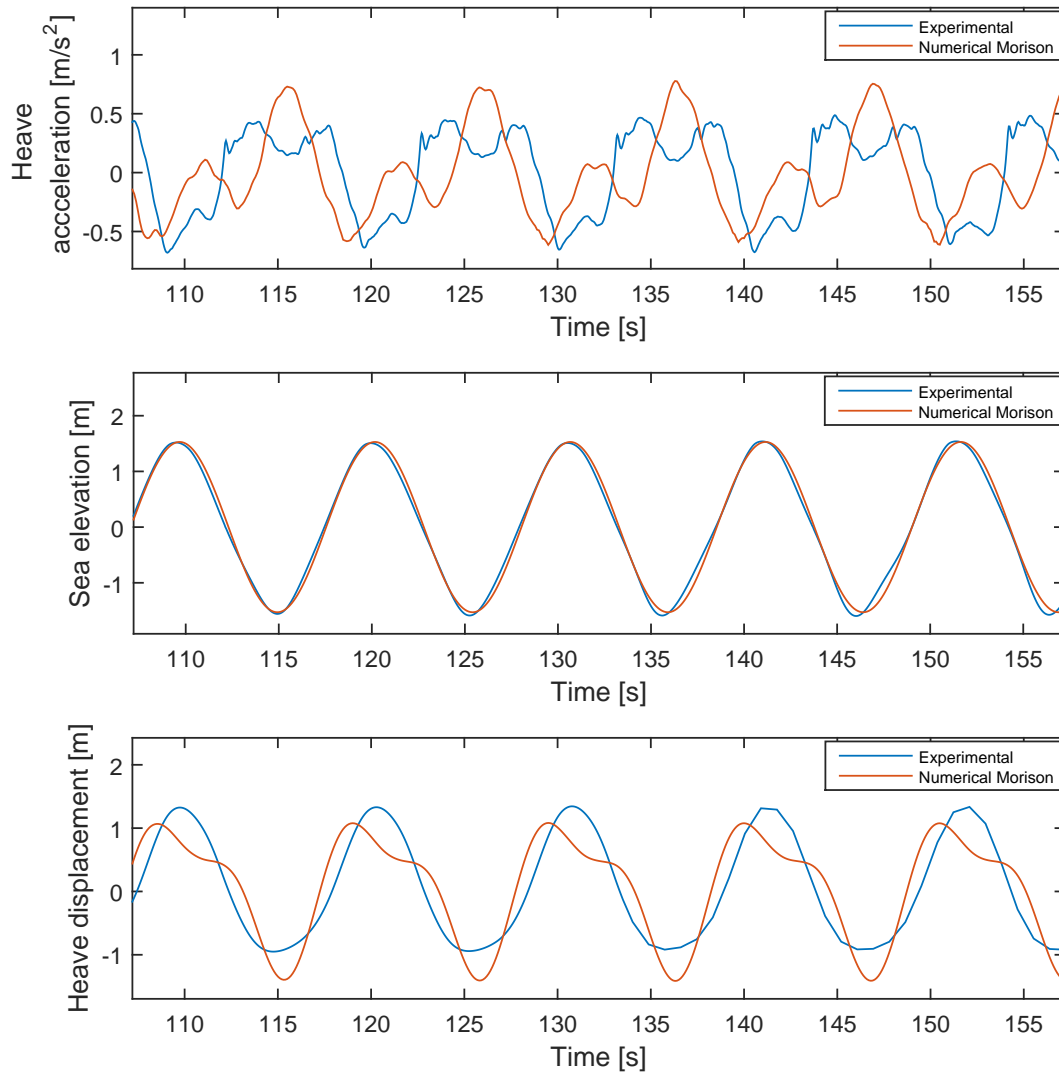 Heave
accceleration [m/s²]
1
0.5
0
-0.5
Experimental
Numerical Morison
110 115 120 125 130 135 140 145 150 155
Time [s]
Sea elevation [m]
2
1
0
-1
Experimental
Numerical Morison
110 115 120 125 130 135 140 145 150 155
Time [s]
Heave displacement [m]
2
1
0
-1
Experimental
Numerical Morison
110 115 120 125 130 135 140 145 150 155
Time [s]